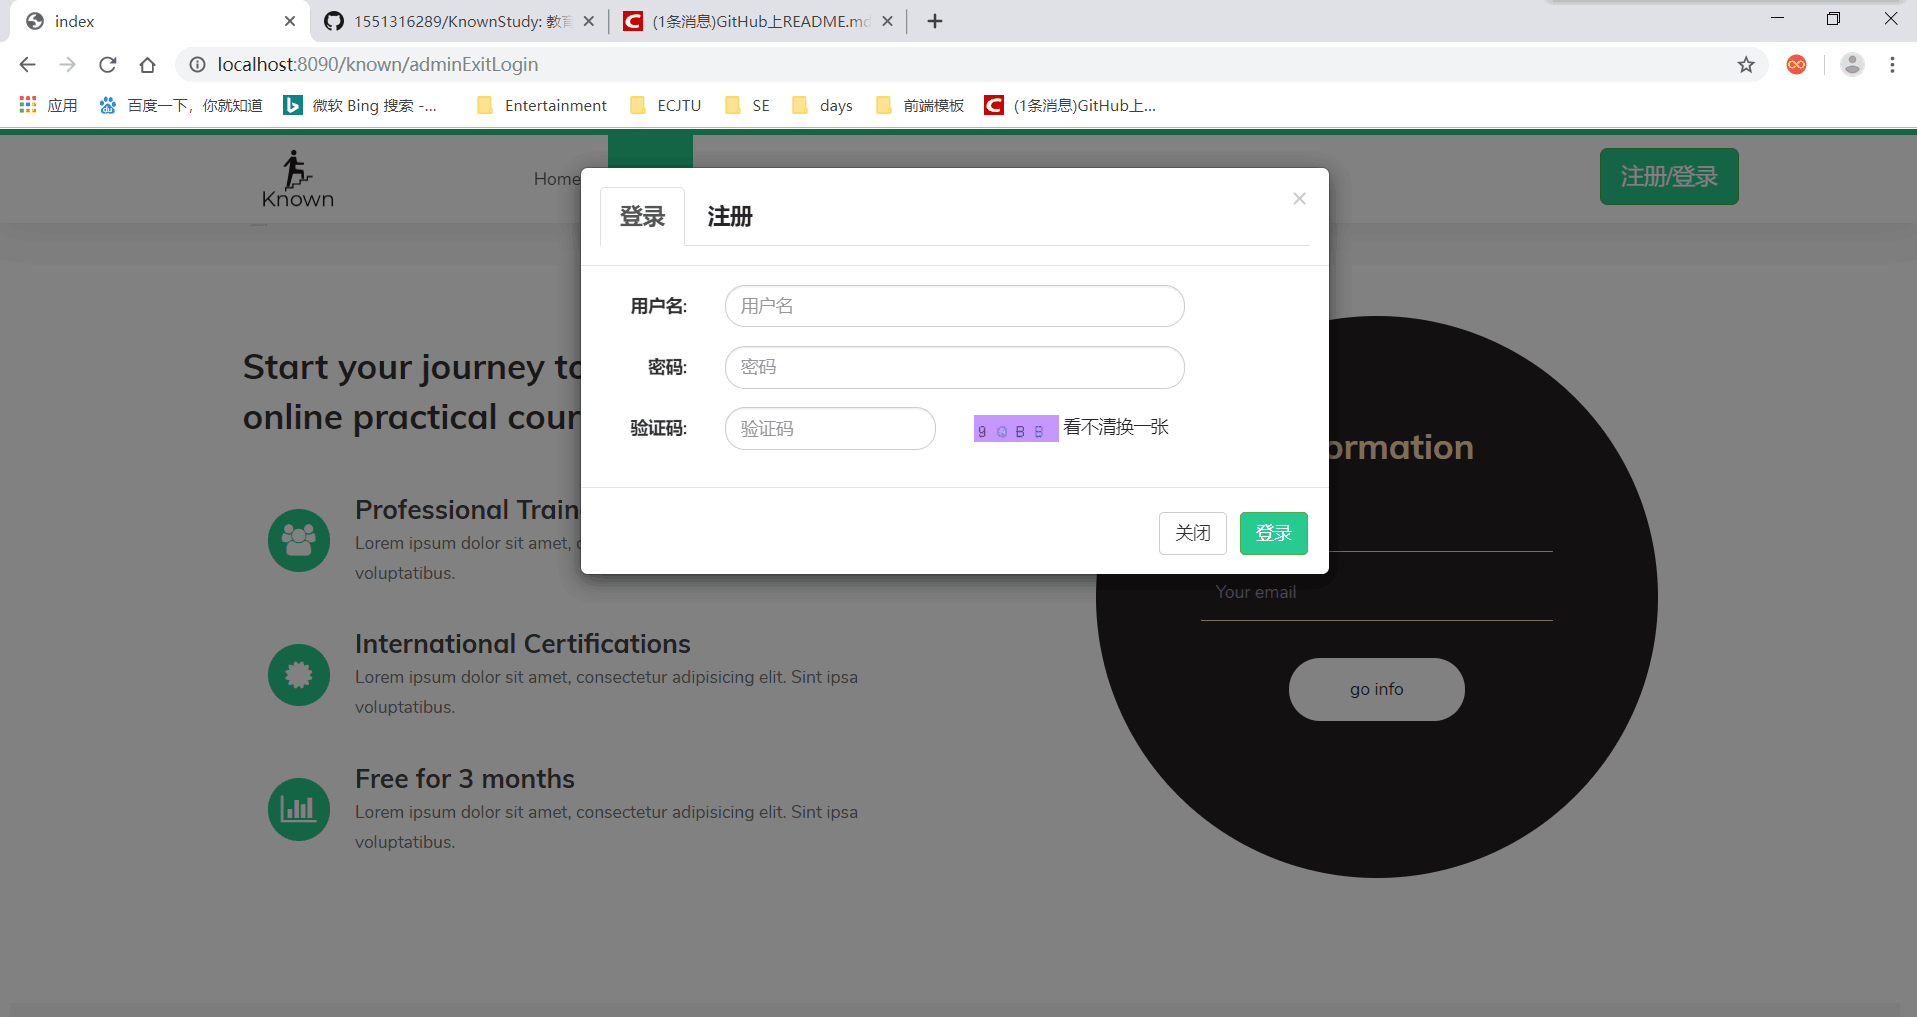 index
1551316289/KnownStudy: 教育
(1条消息)GitHub上README.md
localhost:8090/known/adminExitLogin
应用
百度一下，你就知道
微软 Bing 搜索 -...
Entertainment
ECJTU
SE
days
前端模板
(1条消息)GitHub上...
Known
Home
注册/登录
登录
注册
×
用户名:
用户名
密码:
密码
验证码:
验证码
看不清换一张
关闭
登录
Start your journey to
online practical cour
Professional Train
Lorem ipsum dolor sit amet, c
voluptatibus.
International Certifications
Lorem ipsum dolor sit amet, consectetur adipisicing elit. Sint ipsa
voluptatibus.
Free for 3 months
Lorem ipsum dolor sit amet, consectetur adipisicing elit. Sint ipsa
voluptatibus.
ormation
Your email
go info